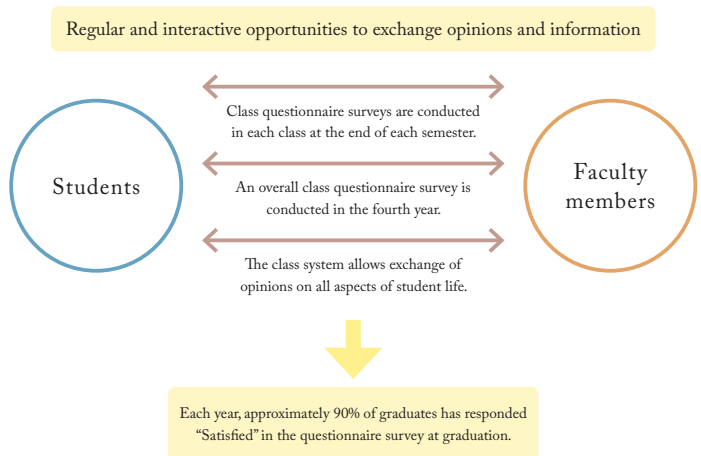 Regular and interactive opportunities to exchange opinions and information
Class questionnaire surveys are conducted
in each class at the end of each semester.
Students
An overall class questionnaire survey is
conducted in the fourth year.
Faculty
members
The class system allows exchange of
opinions on all aspects of student life.
Each year, approximately 90% of graduates has responded
“Satisfied” in the questionnaire survey at graduation.